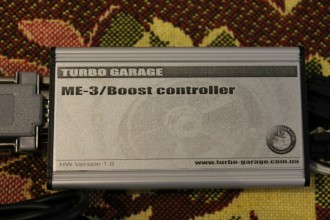 TURBO GARAGE
ME-3/Boost controller
HW Version 1.0
www.turbo-garage.com.ua